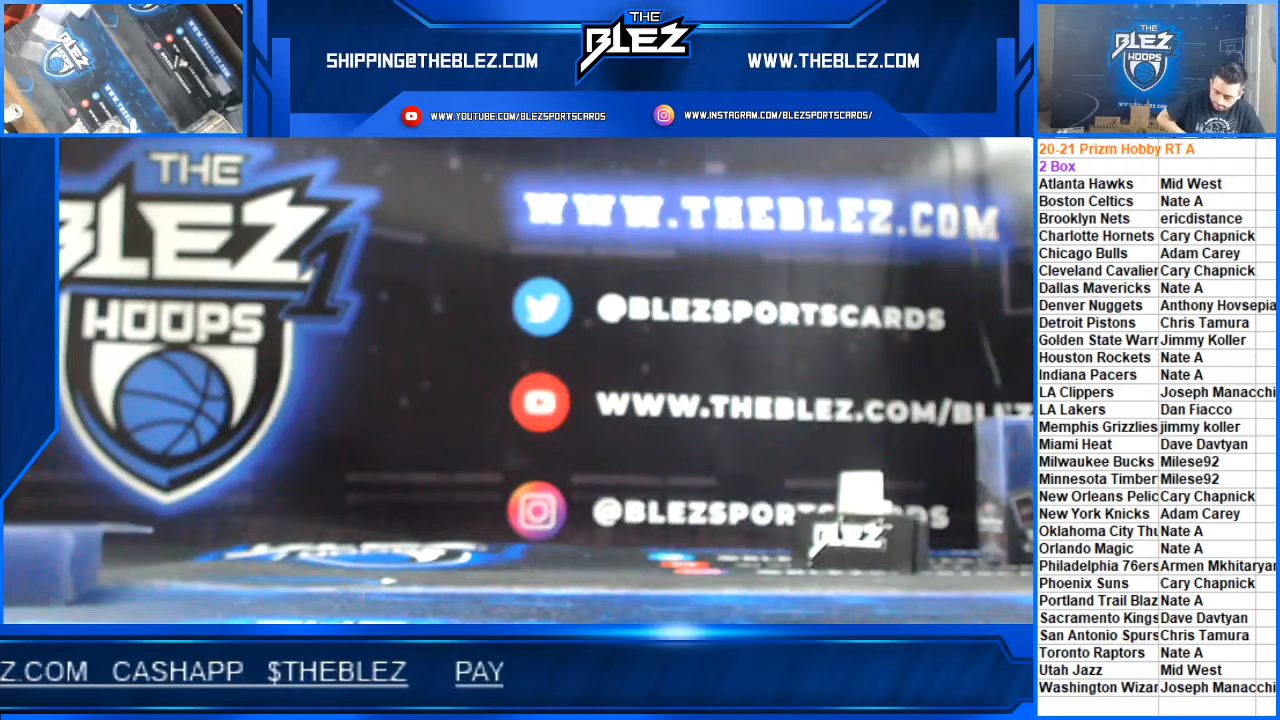 SHIPPING@THEBLEZ.COM
THE
BLEZ
WWW.THEBLEZ.COM
WWW.YOUTUBE.COM/BLEZSPORTSCARDS
WWW.INSTAGRAM.COM/BLEZSPORTSCARDS/
BLEZ
HOOPS
THE
BLEZ
1
HOOPS
WWW.THEBLEZ.COM
@BLEZSPORTSCARDS
WWW.THEBLEZ.COM/BL
@BLEZSPOR
BLEZ
20-21 Prizm Hobby RT A
2 Box
Atlanta Hawks Mid West
Boston Celtics Nate A
Brooklyn Nets ericdistance
Charlotte Hornets Cary Chapnick
Chicago Bulls Adam Carey
Cleveland Cavalier Cary Chapnick
Dallas Mavericks Nate A
Denver Nuggets Anthony Hovsepia
Detroit Pistons Chris Tamura
Golden State Warr Jimmy Koller
Houston Rockets Nate A
Indiana Pacers Nate A
LA Clippers Joseph Manacchi
LA Lakers Dan Fiacco
Memphis Grizzlies jimmy koller
Miami Heat Dave Davtyan
Milwaukee Bucks Milese92
Minnesota Timber Milese92
New Orleans Pelic Cary Chapnick
New York Knicks Adam Carey
Oklahoma City Thu Nate A
Orlando Magic Nate A
Philadelphia 76ers Armen Mkhitaryan
Phoenix Suns Cary Chapnick
Portland Trail Blaz Nate A
Sacramento Kings Dave Davtyan
San Antonio Spurs Chris Tamura
Toronto Raptors Nate A
Utah Jazz Mid West
Washington Wizar Joseph Manacchi
Z.COM CASHAPP $THEBLEZ PAY